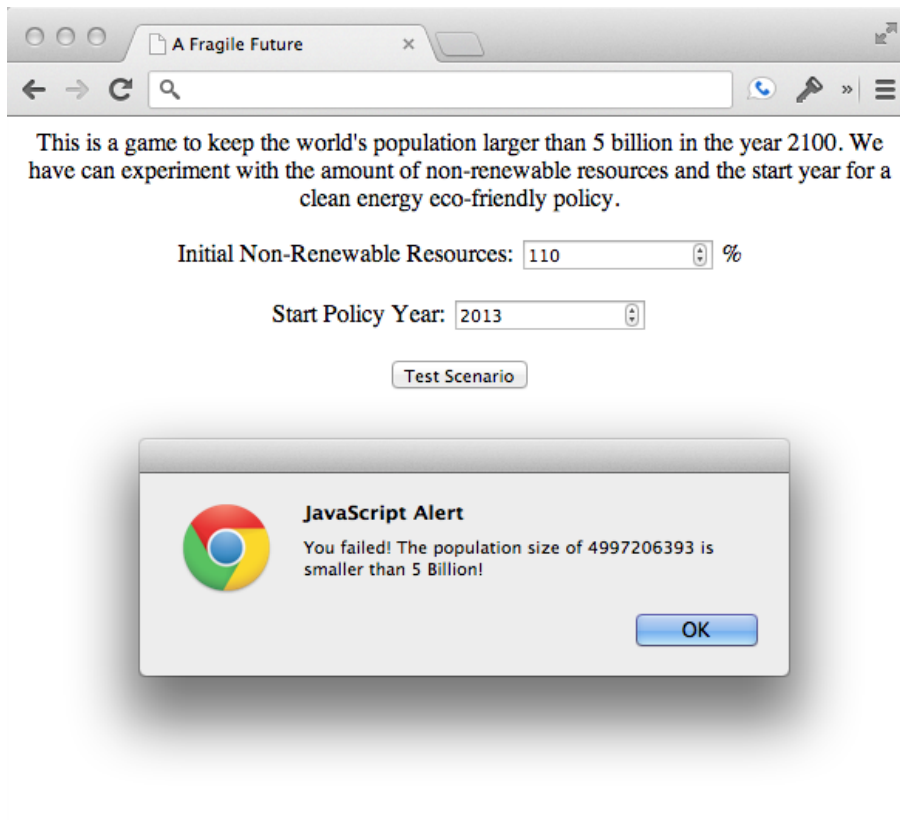 A Fragile Future
This is a game to keep the world's population larger than 5 billion in the year 2100. We
have can experiment with the amount of non-renewable resources and the start year for a
clean energy eco-friendly policy.
Initial Non-Renewable Resources: 110 %
Start Policy Year: 2013
Test Scenario
JavaScript Alert
You failed! The population size of 4997206393 is
smaller than 5 Billion!
OK